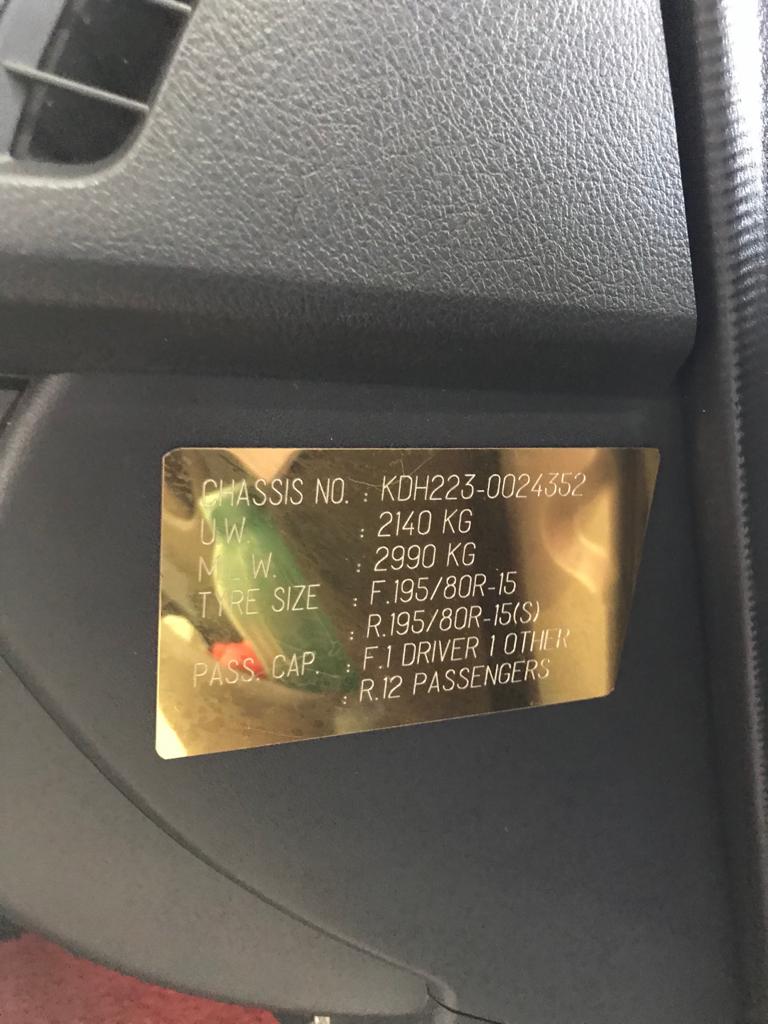 CHASSIS NO. : KDH223-0024352
U.W. : 2140 KG
M_.W. : 2990 KG
TYRE SIZE : F.195/80R-15
: R.195/80R-15(S)
PASS. CAP. : F.1 DRIVER 1 OTHER
: R.12 PASSENGERS